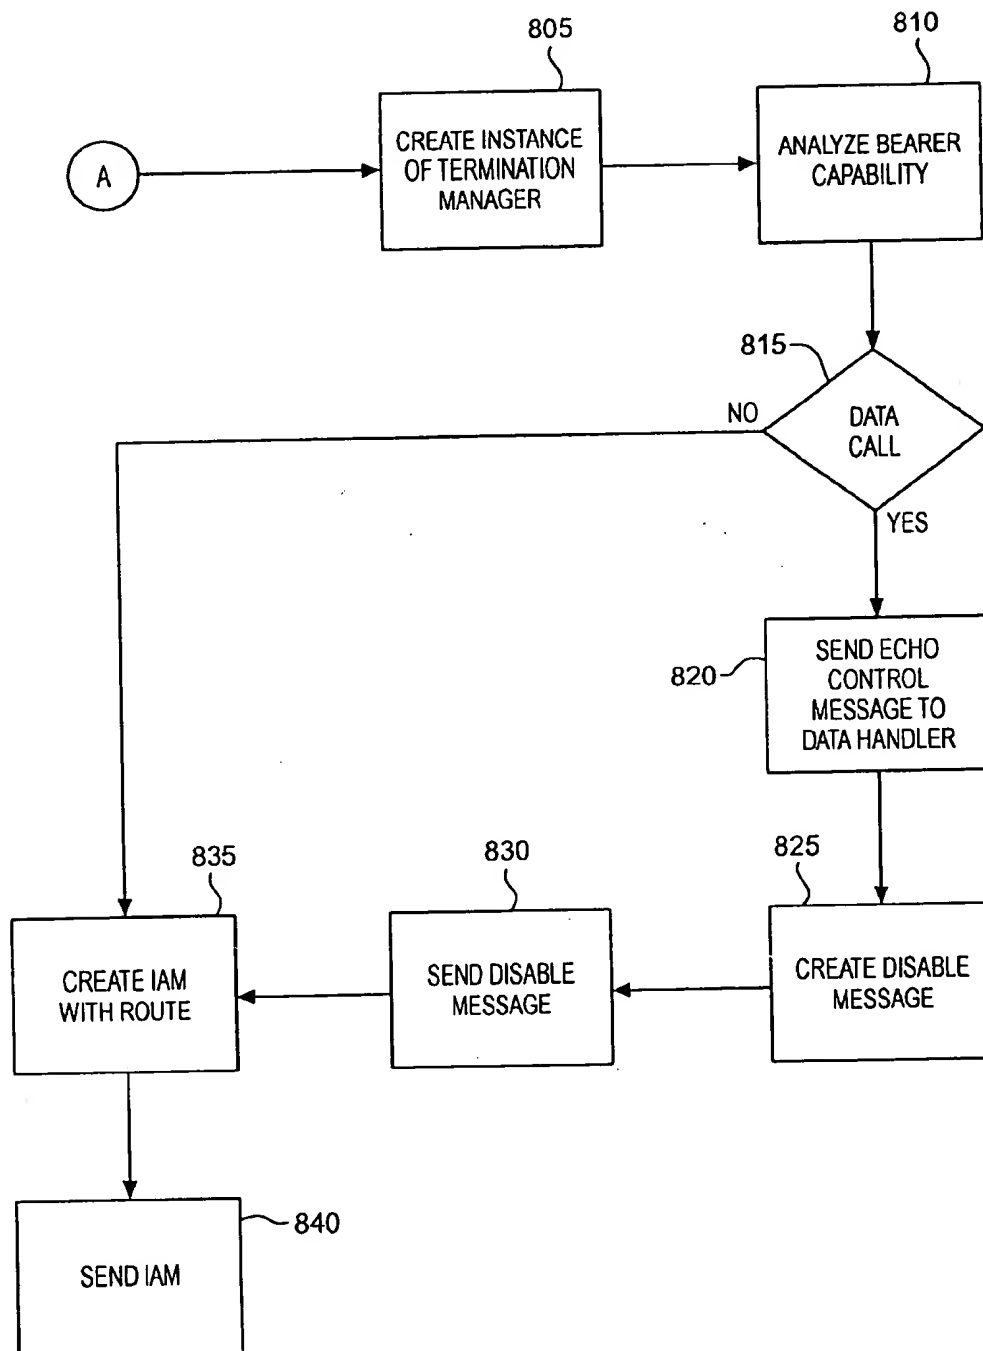 805
810
A
CREATE INSTANCE
OF TERMINATION
MANAGER
ANALYZE BEARER
CAPABILITY
815
NO
DATA
CALL
YES
820
SEND ECHO
CONTROL
MESSAGE TO
DATA HANDLER
835
830
825
CREATE IAM
WITH ROUTE
SEND DISABLE
MESSAGE
CREATE DISABLE
MESSAGE
840
SEND IAM